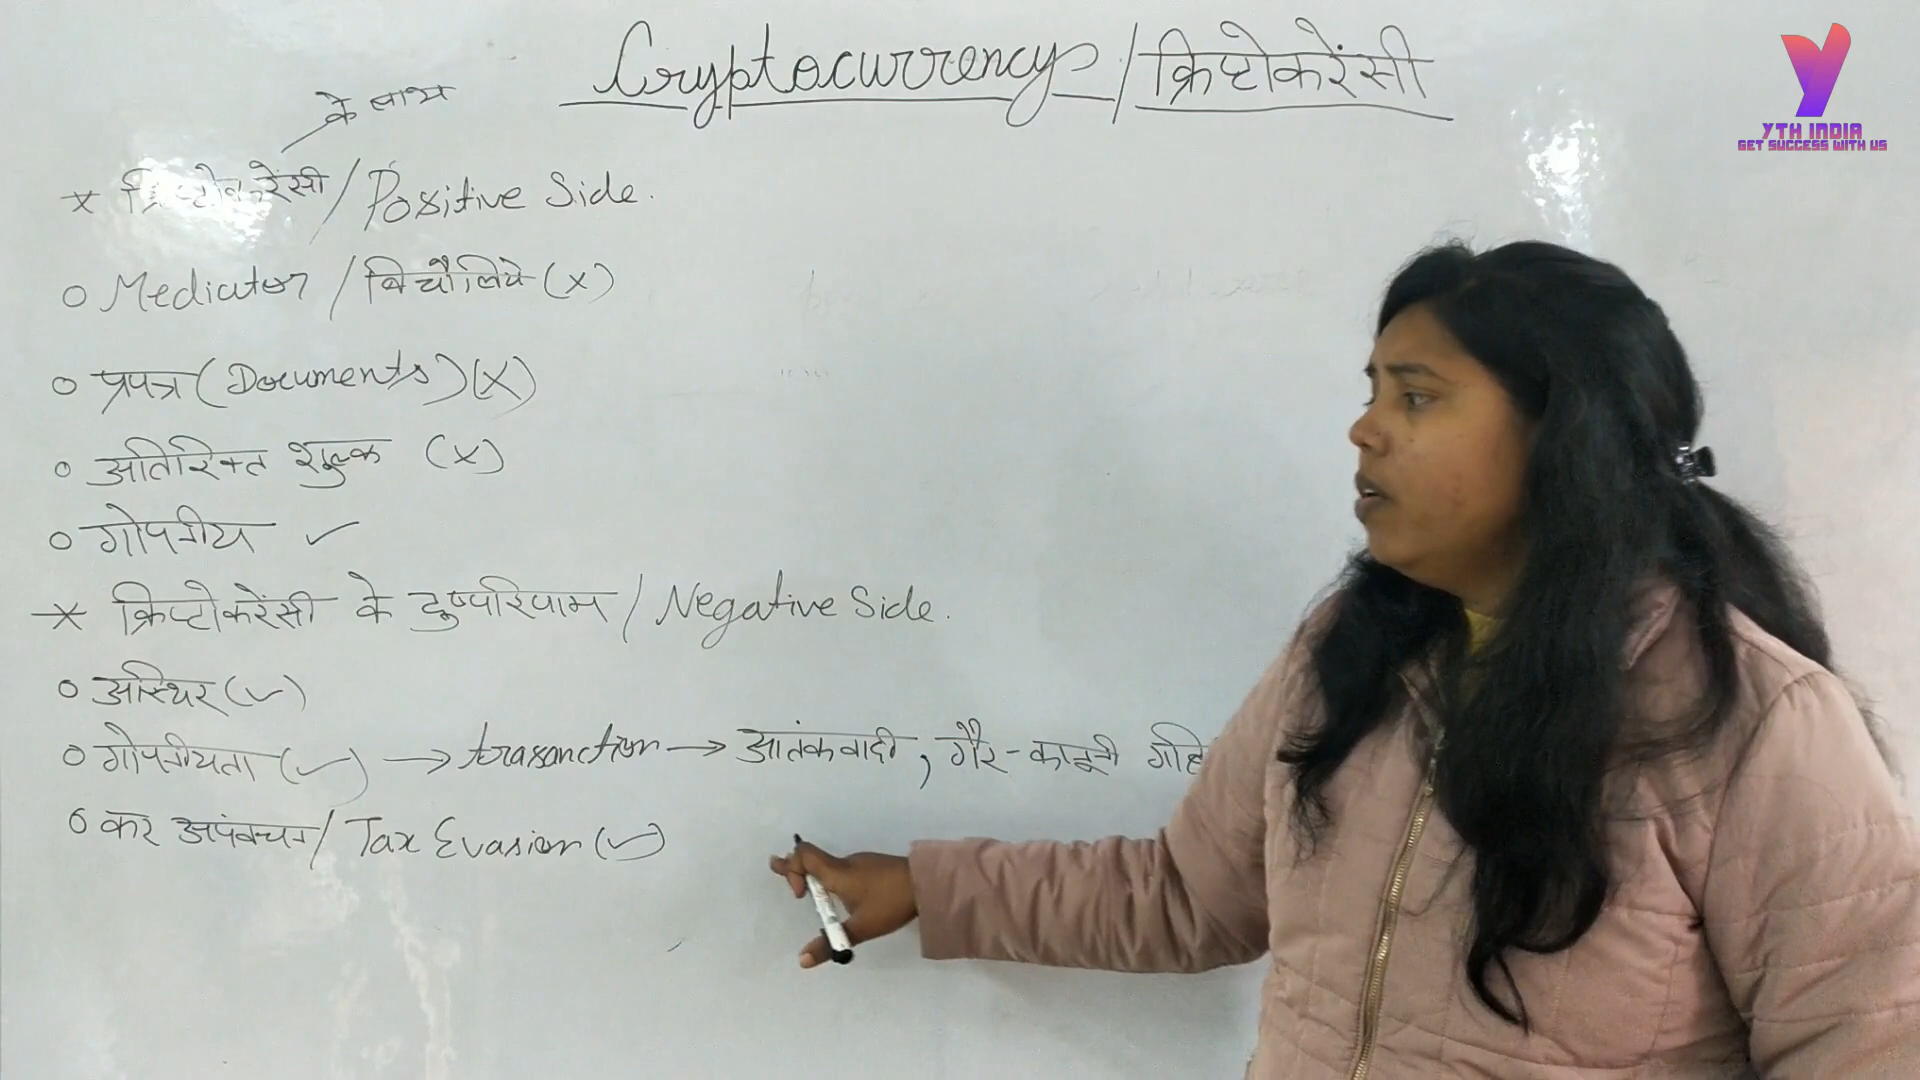 Cryptocurrency / क्रिप्टोकरेंसी
YTH INDIA
GET SUCCESS WITH US
के लाभ
* क्रिप्टोकरेंसी / Positive Side.
○ Mediator / बिचौलिये (x)
○ प्रपत्र (Documents) (x)
○ अतिरिक्त शुल्क (x)
○ गोपनीय ✓
* क्रिप्टोकरेंसी के दुष्परिणाम / Negative Side.
○ अस्थिर (✓)
○ गोपनीयता (✓) → trasanction → आतंकवादी, गैर-कानूनी
○ कर अपवंचन / Tax Evasion (✓)